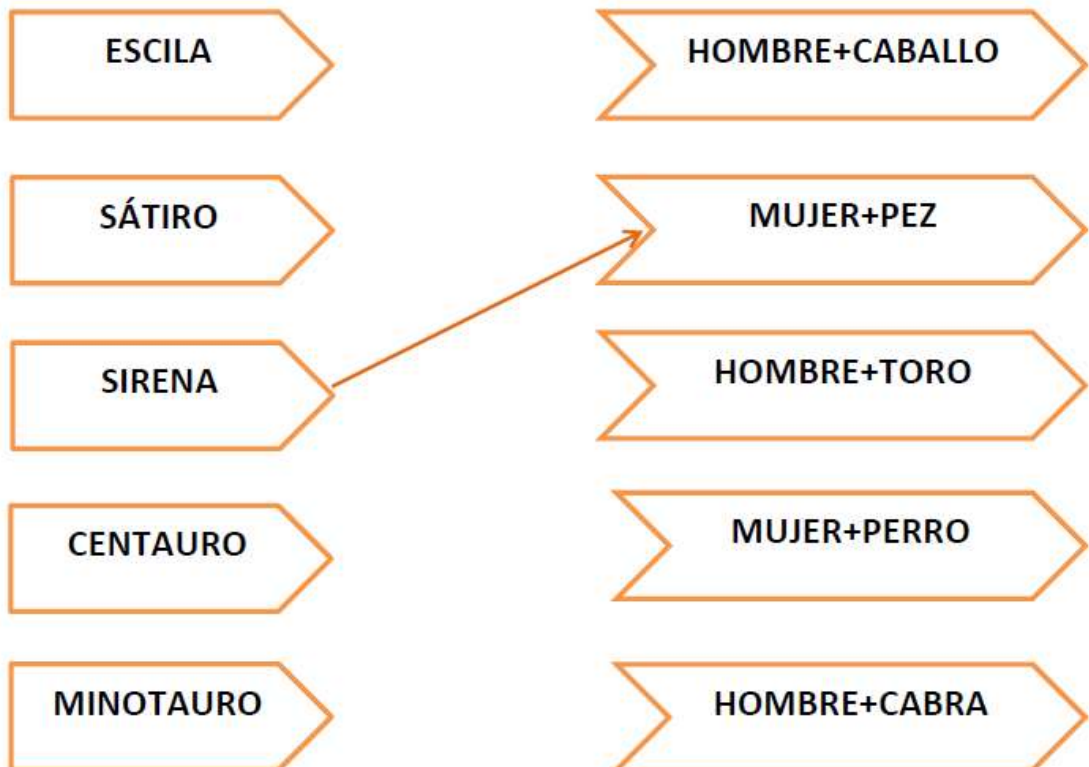 ESCILA
HOMBRE+CABALLO
SÁTIRO
MUJER+PEZ
SIRENA
HOMBRE+TORO
CENTAURO
MUJER+PERRO
MINOTAURO
HOMBRE+CABRA